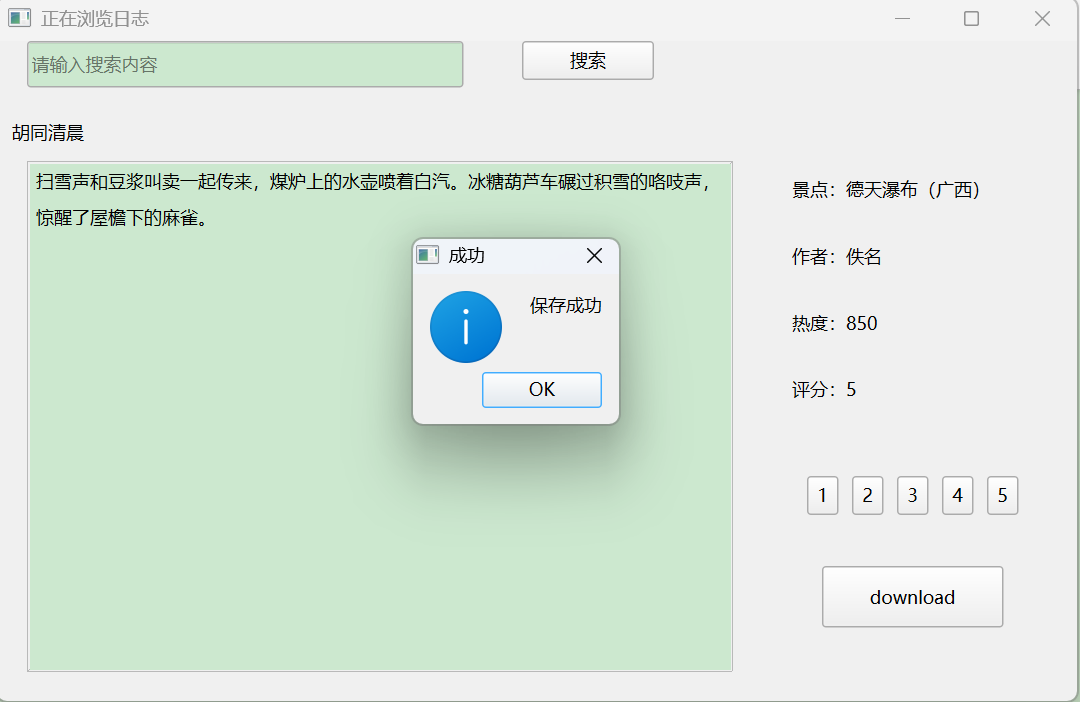 正在浏览日志
请输入搜索内容
搜索
胡同清晨
扫雪声和豆浆叫卖一起传来，煤炉上的水壶喷着白汽。冰糖葫芦车碾过积雪的咯吱声，
惊醒了屋檐下的麻雀。
成功
保存成功
OK
景点：德天瀑布（广西）
作者：佚名
热度：850
评分：5
1 2 3 4 5
download